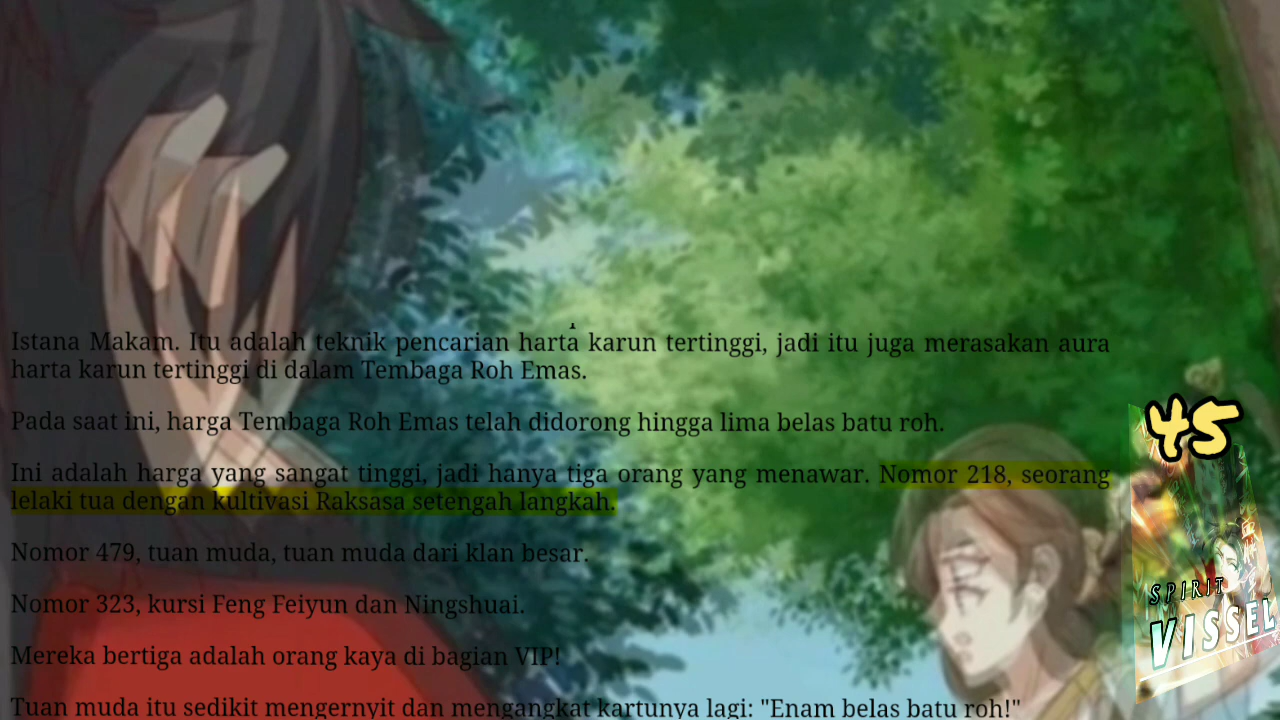 Istana Makam. Itu adalah teknik pencarian harta karun tertinggi, jadi itu juga merasakan aura
harta karun tertinggi di dalam Tembaga Roh Emas.
Pada saat ini, harga Tembaga Roh Emas telah didorong hingga lima belas batu roh.
Ini adalah harga yang sangat tinggi, jadi hanya tiga orang yang menawar. Nomor 218, seorang
lelaki tua dengan kultivasi Raksasa setengah langkah.
Nomor 479, tuan muda, tuan muda dari klan besar.
Nomor 323, kursi Feng Feiyun dan Ningshuai.
Mereka bertiga adalah orang kaya di bagian VIP!
Tuan muda itu sedikit mengernyit dan mengangkat kartunya lagi: "Enam belas batu roh!"
45
SPIRIT
VISSEL